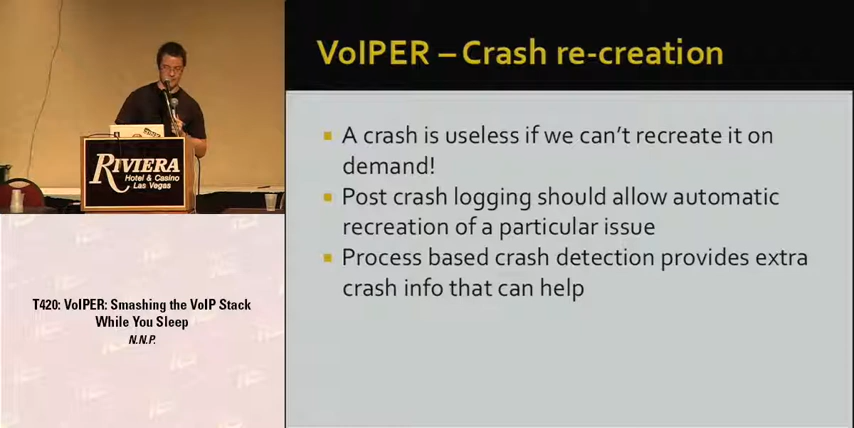 VoIPER – Crash re-creation
A crash is useless if we can't recreate it on
demand!
Post crash logging should allow automatic
recreation of a particular issue
Process based crash detection provides extra
crash info that can help
RIVIERA
Hotel & Casino
Las Vegas
T420: VoIPER: Smashing the VoIP Stack
While You Sleep
N.N.P.